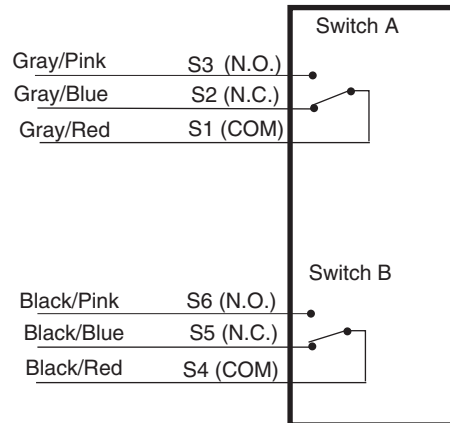 Switch A
Gray/Pink S3 (N.O.)
Gray/Blue S2 (N.C.)
Gray/Red S1 (COM)
Switch B
Black/Pink S6 (N.O.)
Black/Blue S5 (N.C.)
Black/Red S4 (COM)